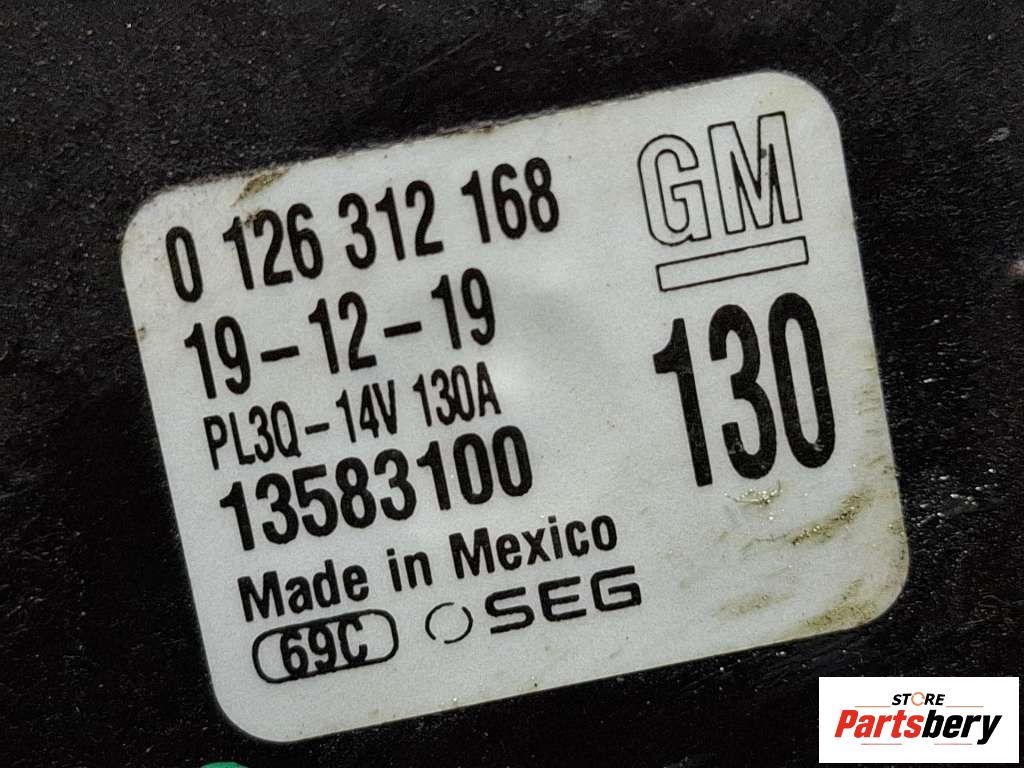 0 126 312 168
GM
19-12-19
130
PL3Q-14V 130A
13583100
Made in Mexico
69C SEG
STORE
Partsbery